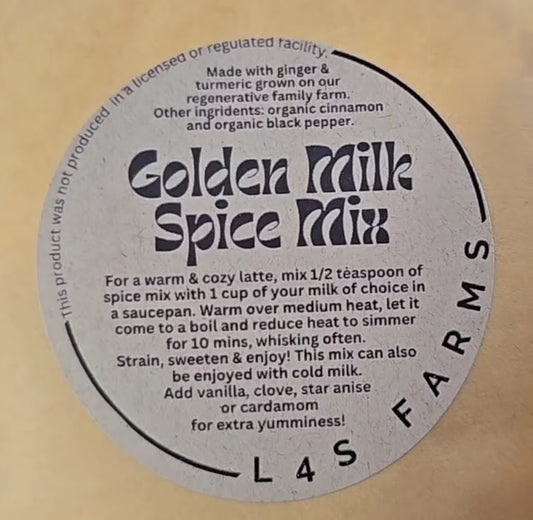 This product was not produced in a licensed or regulated facility.
Made with ginger &
turmeric grown on our
regenerative family farm.
Other ingridents: organic cinnamon
and organic black pepper.
Golden Milk
Spice Mix
For a warm & cozy latte, mix 1/2 teaspoon of
spice mix with 1 cup of your milk of choice in
a saucepan. Warm over medium heat, let it
come to a boil and reduce heat to simmer
for 10 mins, whisking often.
Strain, sweeten & enjoy! This mix can also
be enjoyed with cold milk.
Add vanilla, clove, star anise
or cardamom
for extra yumminess!
L4S FARMS